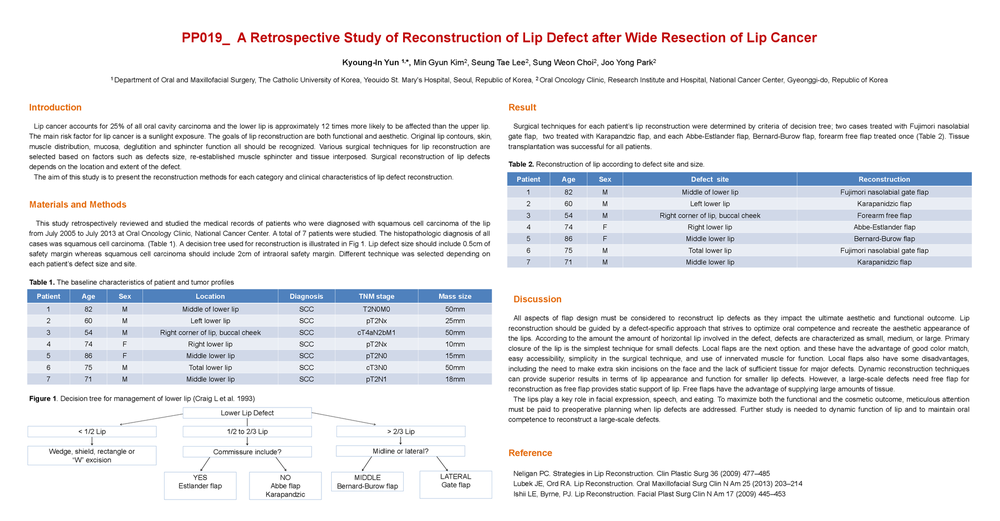 PP019_ A Retrospective Study of Reconstruction of Lip Defect after Wide Resection of Lip Cancer
Kyoung-In Yun 1,*, Min Gyun Kim2, Seung Tae Lee2, Sung Weon Choi2, Joo Yong Park2
1 Department of Oral and Maxillofacial Surgery, The Catholic University of Korea, Yeouido St. Mary's Hospital, Seoul, Republic of Korea, 2 Oral Oncology Clinic, Research Institute and Hospital, National Cancer Center, Gyeonggi-do, Republic of Korea
Introduction
Lip cancer accounts for 25% of all oral cavity carcinoma and the lower lip is approximately 12 times more likely to be affected than the upper lip.
The main risk factor for lip cancer is a sunlight exposure. The goals of lip reconstruction are both functional and aesthetic. Original lip contours, skin,
muscle distribution, mucosa, deglutition and sphincter function all should be recognized. Various surgical techniques for lip reconstruction are
selected based on factors such as defects size, re-established muscle sphincter and tissue interposed. Surgical reconstruction of lip defects
depends on the location and extent of the defect.
The aim of this study is to present the reconstruction methods for each category and clinical characteristics of lip defect reconstruction.
Materials and Methods
This study retrospectively reviewed and studied the medical records of patients who were diagnosed with squamous cell carcinoma of the lip
from July 2005 to July 2013 at Oral Oncology Clinic, National Cancer Center. A total of 7 patients were studied. The histopathologic diagnosis of all
cases was squamous cell carcinoma. (Table 1). A decision tree used for reconstruction is illustrated in Fig 1. Lip defect size should include 0.5cm of
safety margin whereas squamous cell carcinoma should include 2cm of intraoral safety margin. Different technique was selected depending on
each patient's defect size and site.
Table 1. The baseline characteristics of patient and tumor profiles
Patient Age Sex Location Diagnosis TNM stage Mass size
1 82 M Middle of lower lip SCC T2N0M0 50mm
2 60 M Left lower lip SCC pT2Nx 25mm
3 54 M Right corner of lip, buccal cheek SCC cT4aN2bM1 50mm
4 74 F Right lower lip SCC pT2Nx 10mm
5 86 F Middle lower lip SCC pT2N0 15mm
6 75 M Total lower lip SCC cT3N0 50mm
7 71 M Middle lower lip SCC pT2N1 18mm
Figure 1. Decision tree for management of lower lip (Craig L et al. 1993)
Lower Lip Defect
< 1/2 Lip 1/2 to 2/3 Lip > 2/3 Lip
Wedge, shield, rectangle or
"W" excision
Commissure include? Midline or lateral?
YES
Estlander flap
NO
Abbe flap
Karapandzic
MIDDLE
Bernard-Burow flap
LATERAL
Gate flap
Result
Surgical techniques for each patient's lip reconstruction were determined by criteria of decision tree; two cases treated with Fujimori nasolabial
gate flap, two treated with Karapandzic flap, and each Abbe-Estlander flap, Bernard-Burow flap, forearm free flap treated once (Table 2). Tissue
transplantation was successful for all patients.
Table 2. Reconstruction of lip according to defect site and size.
Patient Age Sex Defect site Reconstruction
1 82 M Middle of lower lip Fujimori nasolabial gate flap
2 60 M Left lower lip Karapanidzic flap
3 54 M Right corner of lip, buccal cheek Forearm free flap
4 74 F Right lower lip Abbe-Estlander flap
5 86 F Middle lower lip Bernard-Burow flap
6 75 M Total lower lip Fujimori nasolabial gate flap
7 71 M Middle lower lip Karapanidzic flap
Discussion
All aspects of flap design must be considered to reconstruct lip defects as they impact the ultimate aesthetic and functional outcome. Lip
reconstruction should be guided by a defect-specific approach that strives to optimize oral competence and recreate the aesthetic appearance of
the lips. According to the amount the amount of horizontal lip involved in the defect, defects are characterized as small, medium, or large. Primary
closure of the lip is the simplest technique for small defects. Local flaps are the next option. and these have the advantage of good color match,
easy accessibility, simplicity in the surgical technique, and use of innervated muscle for function. Local flaps also have some disadvantages,
including the need to make extra skin incisions on the face and the lack of sufficient tissue for major defects. Dynamic reconstruction techniques
can provide superior results in terms of lip appearance and function for smaller lip defects. However, a large-scale defects need free flap for
reconstruction as free flap provides static support of lip. Free flaps have the advantage of supplying large amounts of tissue.
The lips play a key role in facial expression, speech, and eating. To maximize both the functional and the cosmetic outcome, meticulous attention
must be paid to preoperative planning when lip defects are addressed. Further study is needed to dynamic function of lip and to maintain oral
competence to reconstruct a large-scale defects.
Reference
Neligan PC. Strategies in Lip Reconstruction. Clin Plastic Surg 36 (2009) 477–485
Lubek JE, Ord RA. Lip Reconstruction. Oral Maxillofacial Surg Clin N Am 25 (2013) 203–214
Ishii LE, Byrne, PJ. Lip Reconstruction. Facial Plast Surg Clin N Am 17 (2009) 445–453